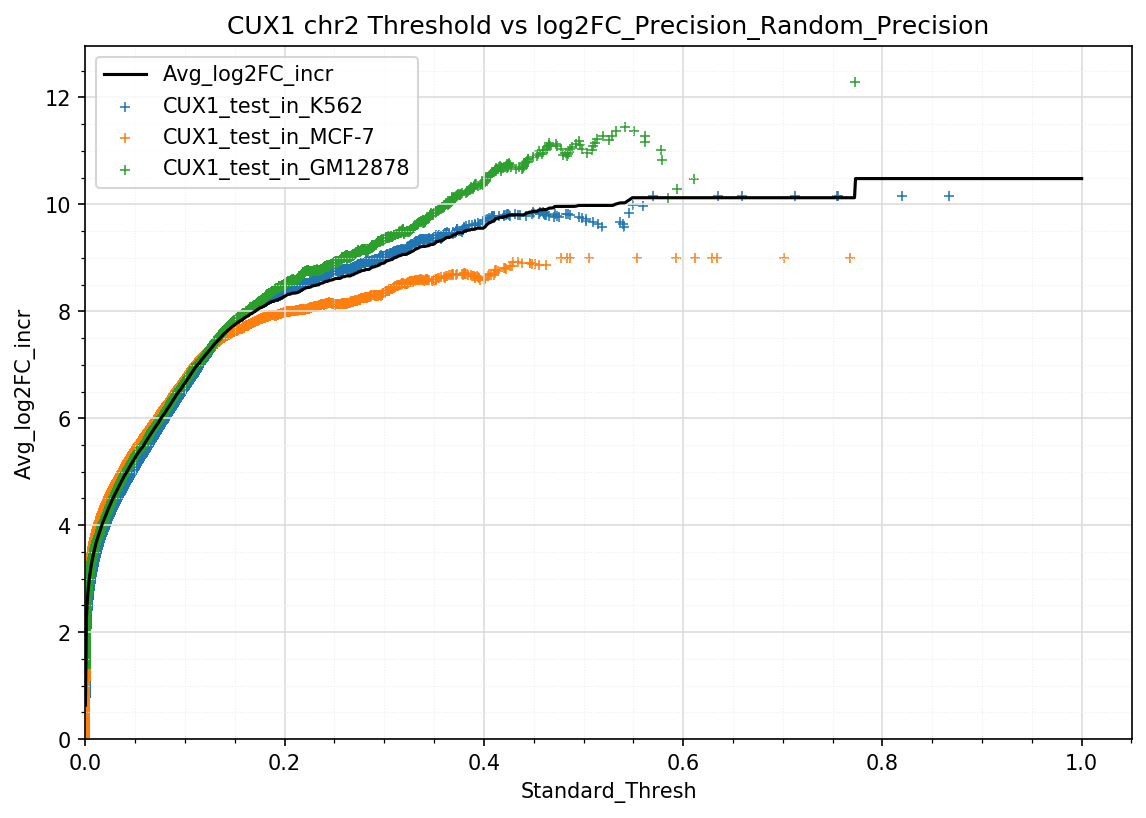 CUX1 chr2 Threshold vs log2FC_Precision_Random_Precision
Avg_log2FC_incr
CUX1_test_in_K562
CUX1_test_in_MCF-7
CUX1_test_in_GM12878
12
10
8
6
4
2
0
Avg_log2FC_incr
0.0 0.2 0.4 0.6 0.8 1.0
Standard_Thresh